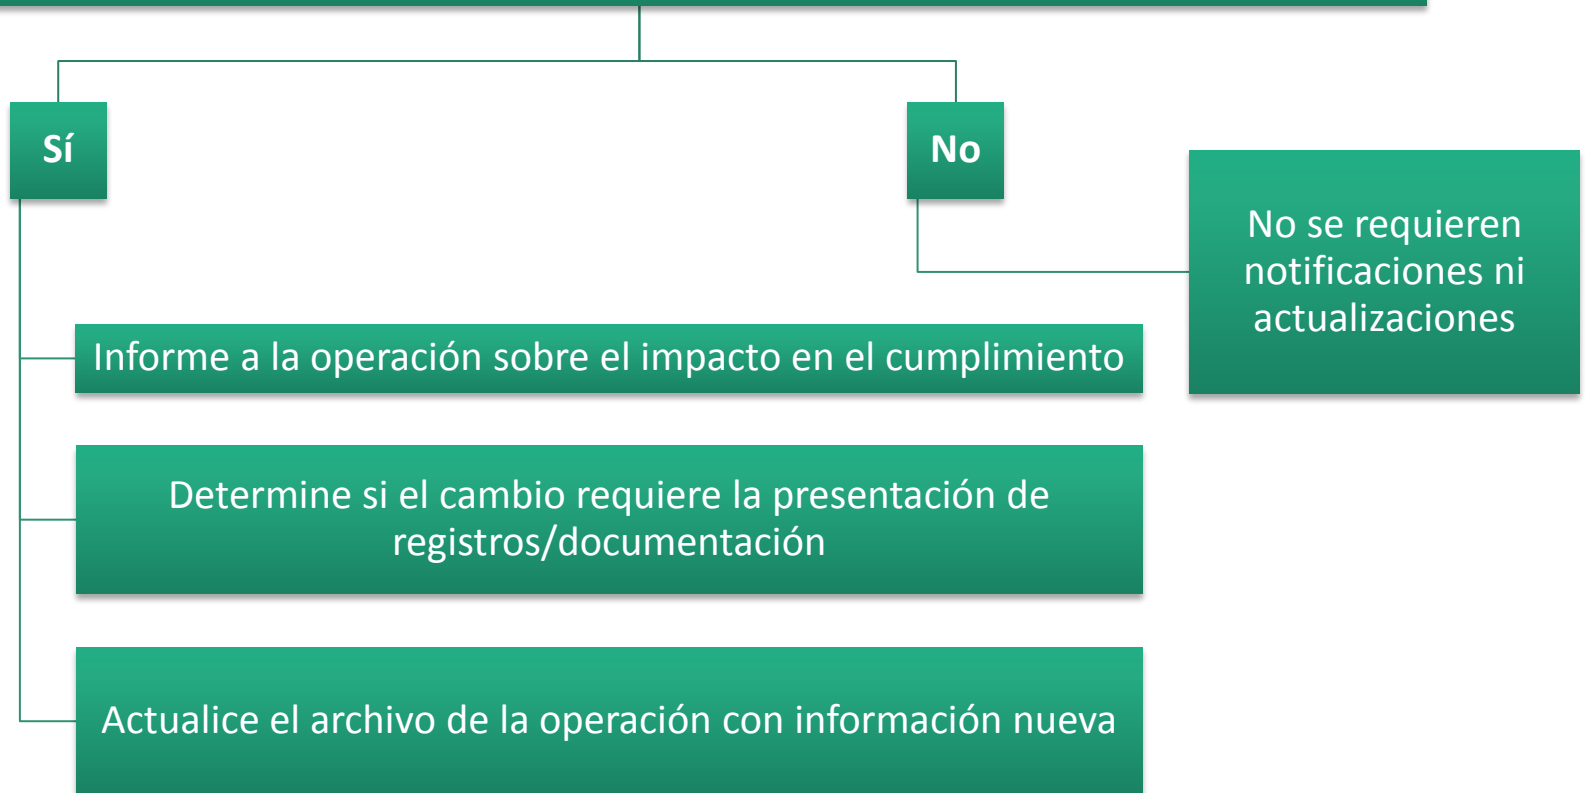 Sí
No
No se requieren
notificaciones ni
actualizaciones
Informe a la operación sobre el impacto en el cumplimiento
Determine si el cambio requiere la presentación de
registros/documentación
Actualice el archivo de la operación con información nueva